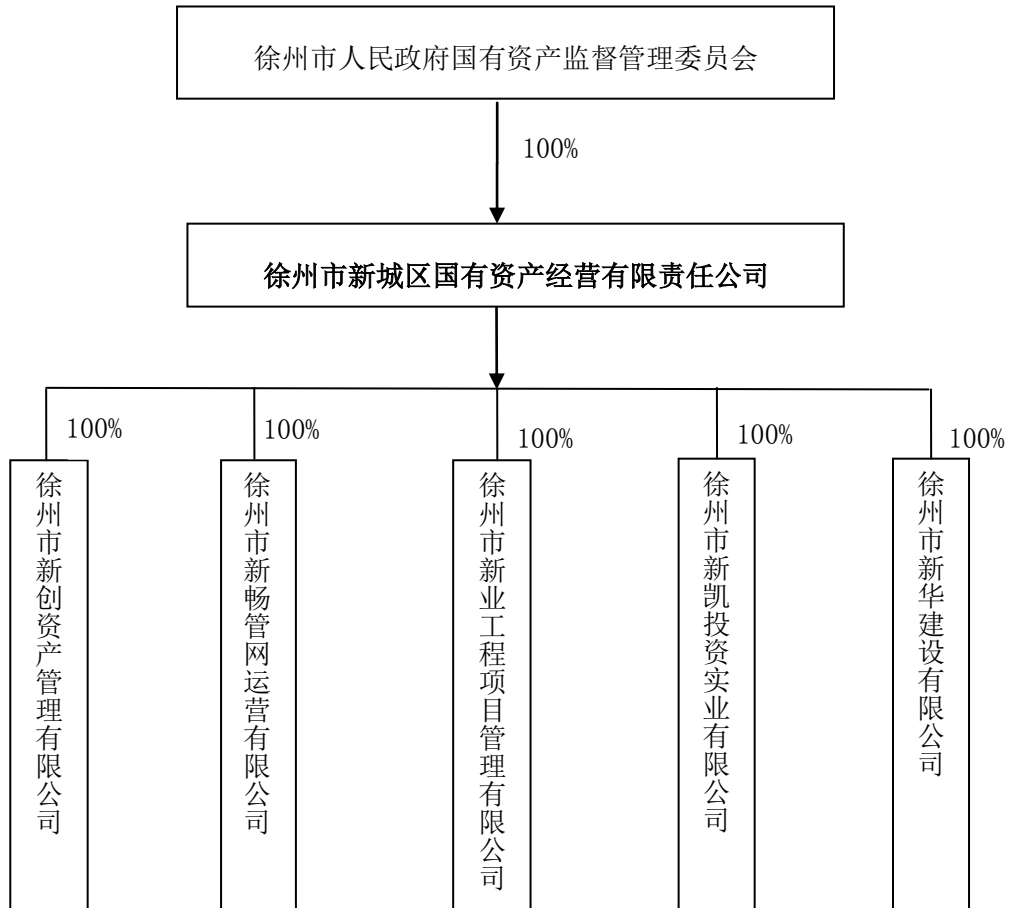 徐州市人民政府国有资产监督管理委员会
100%
徐州市新城区国有资产经营有限责任公司
100%
100%
100%
100%
100%
徐州市新创资产管理有限公司
徐州市新畅管网运营有限公司
徐州市新业工程项目管理有限公司
徐州市新凯投资实业有限公司
徐州市新华建设有限公司